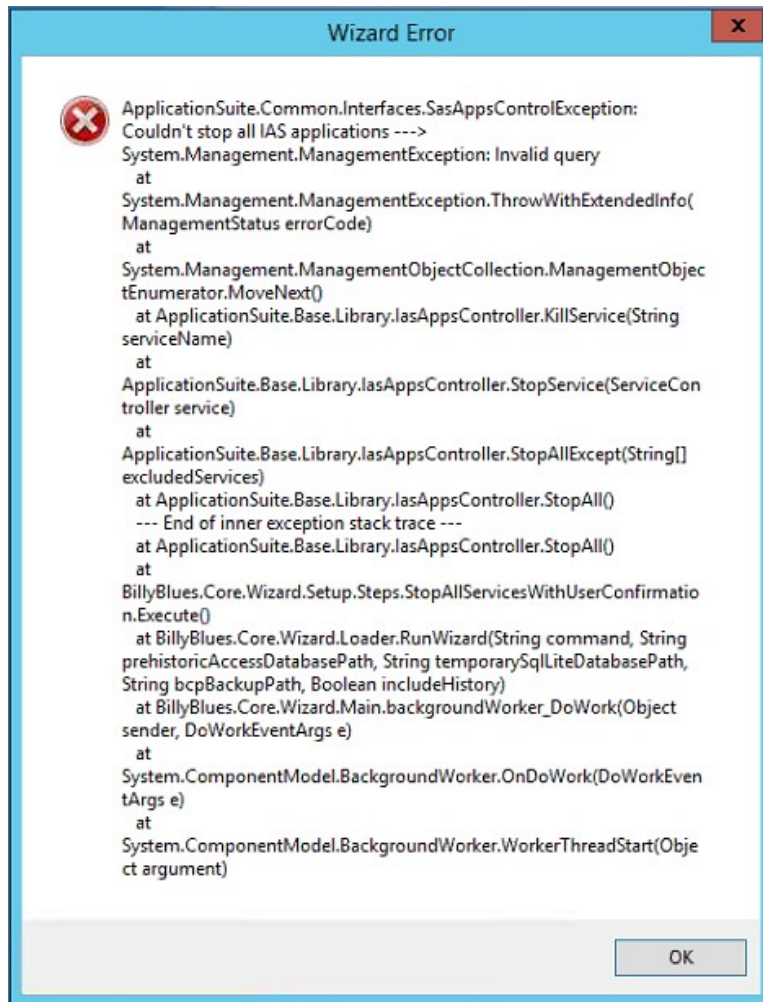 Wizard Error
x
ApplicationSuite.Common.Interfaces.SasAppsControlException:
Couldn't stop all IAS applications --->
System.Management.ManagementException: Invalid query
at
System.Management.ManagementException.ThrowWithExtendedInfo(
ManagementStatus errorCode)
at
System.Management.ManagementObjectCollection.ManagementObjec
tEnumerator.MoveNext()
at ApplicationSuite.Base.Library.IasAppsController.KillService(String
serviceName)
at
ApplicationSuite.Base.Library.IasAppsController.StopService(ServiceCon
troller service)
at
ApplicationSuite.Base.Library.IasAppsController.StopAllExcept(String[]
excludedServices)
at ApplicationSuite.Base.Library.IasAppsController.StopAll()
--- End of inner exception stack trace ---
at ApplicationSuite.Base.Library.IasAppsController.StopAll()
at
BillyBlues.Core.Wizard.Setup.Steps.StopAllServicesWithUserConfirmatio
n.Execute()
at BillyBlues.Core.Wizard.Loader.RunWizard(String command, String
prehistoricAccessDatabasePath, String temporarySqlLiteDatabasePath,
String bcpBackupPath, Boolean includeHistory)
at BillyBlues.Core.Wizard.Main.backgroundWorker_DoWork(Object
sender, DoWorkEventArgs e)
at
System.ComponentModel.BackgroundWorker.OnDoWork(DoWorkEven
tArgs e)
at
System.ComponentModel.BackgroundWorker.WorkerThreadStart(Obje
ct argument)
OK